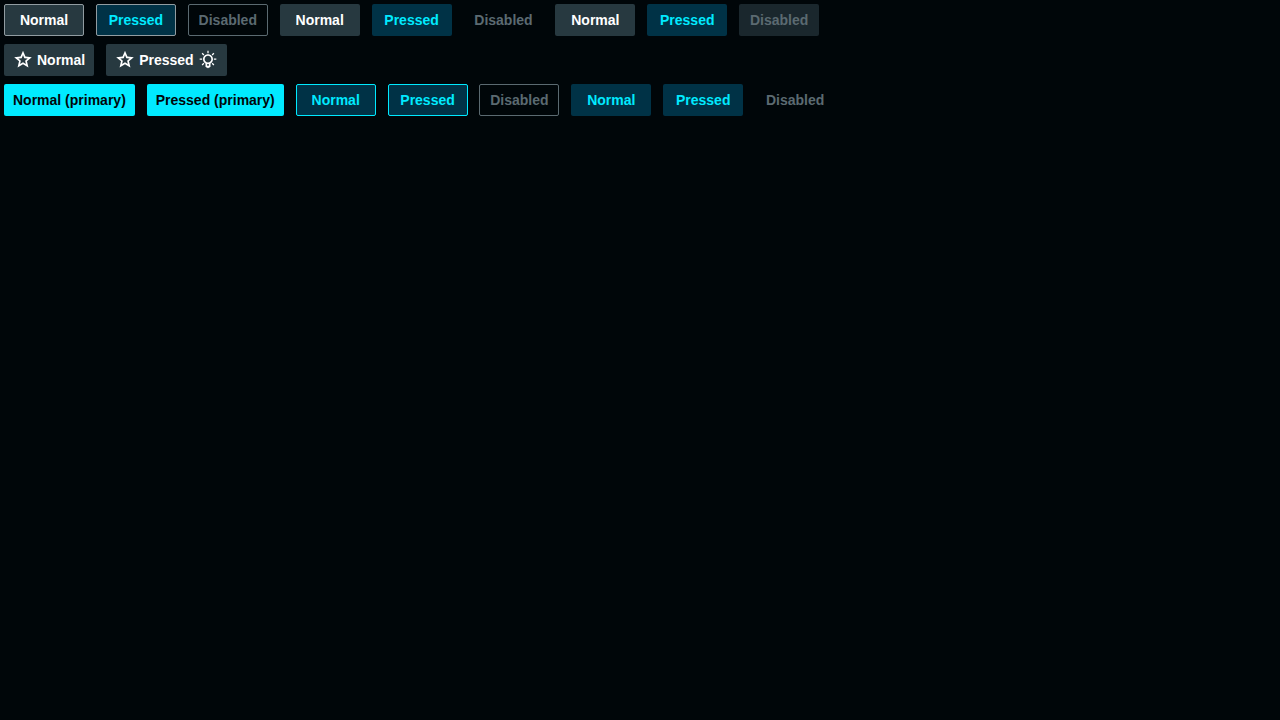 Normal Pressed Disabled Normal Pressed Disabled Normal Pressed Disabled
Normal Pressed
Normal (primary) Pressed (primary) Normal Pressed Disabled Normal Pressed Disabled